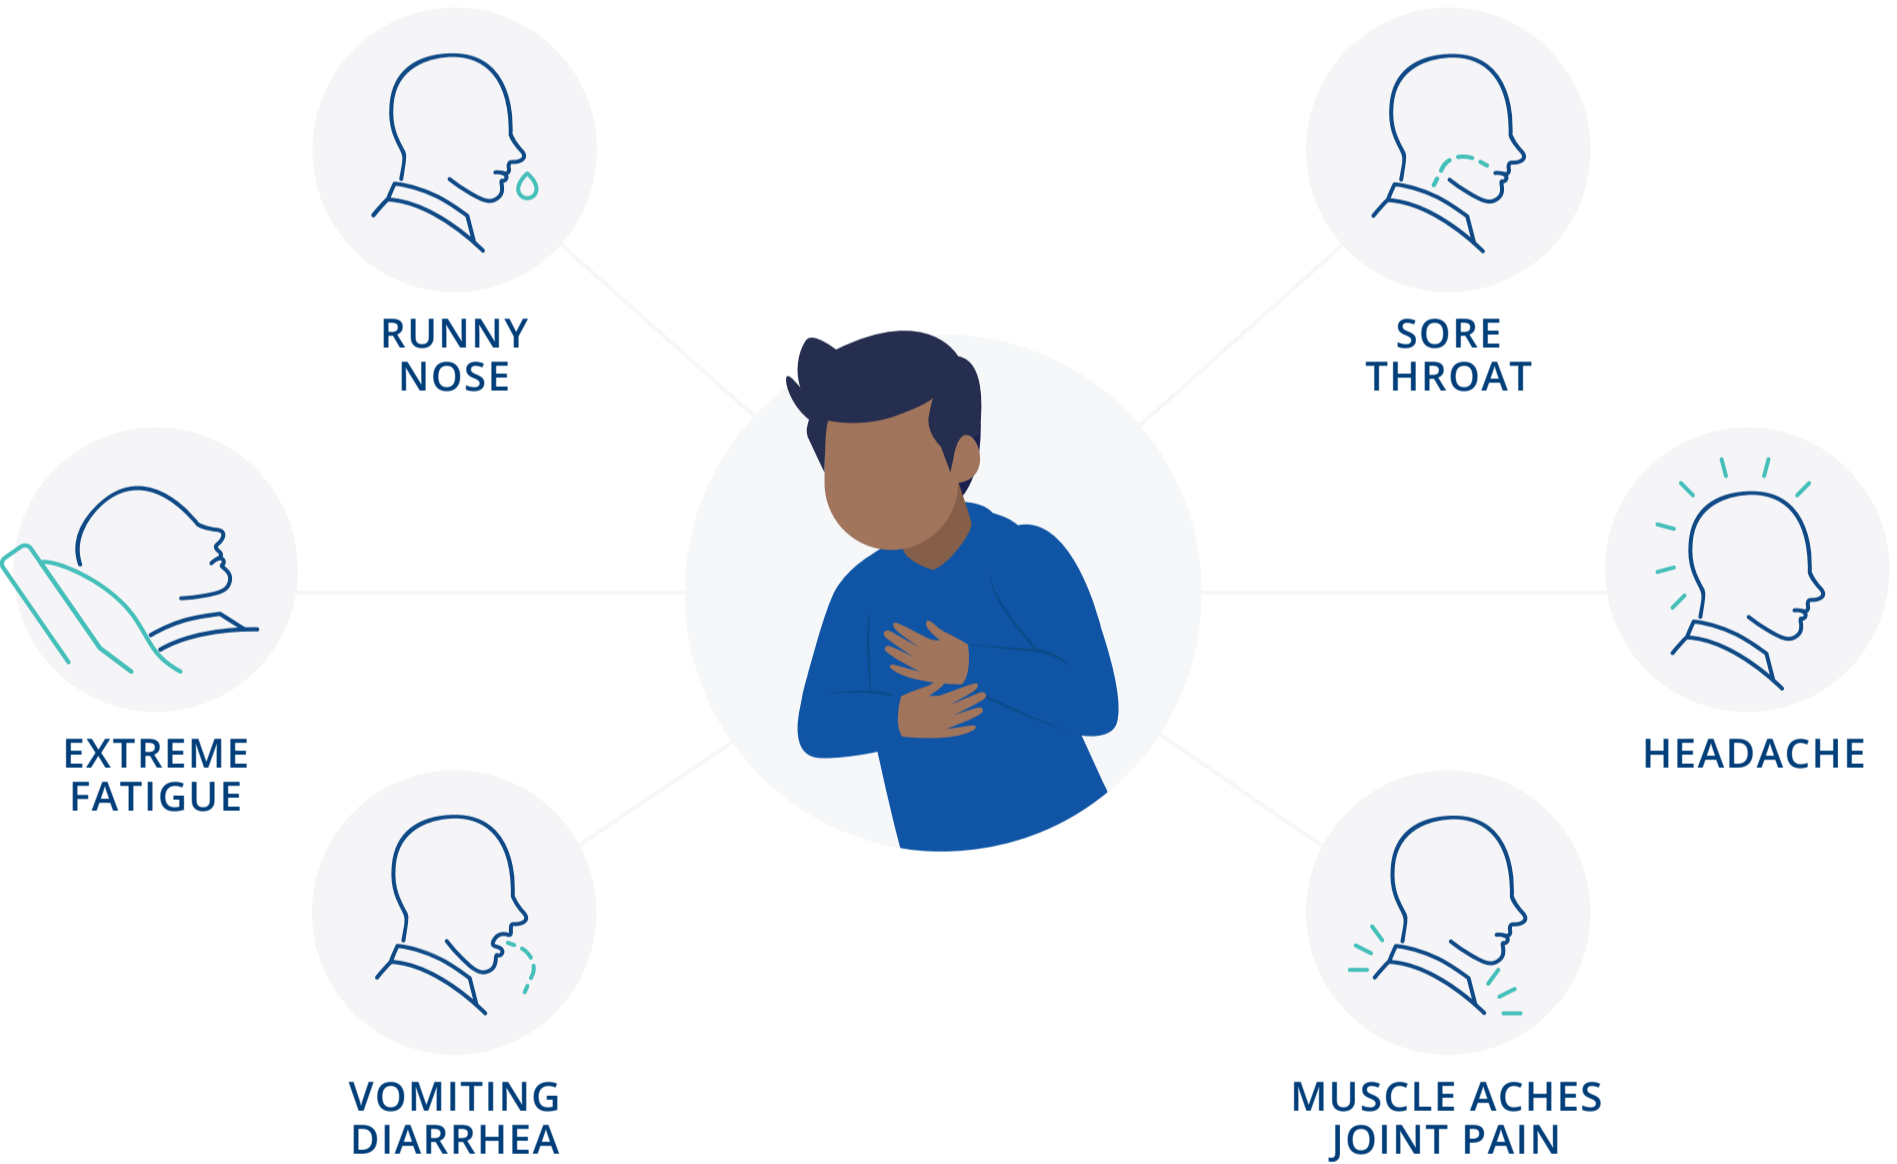 RUNNY
NOSE
SORE
THROAT
EXTREME
FATIGUE
HEADACHE
VOMITING
DIARRHEA
MUSCLE ACHES
JOINT PAIN